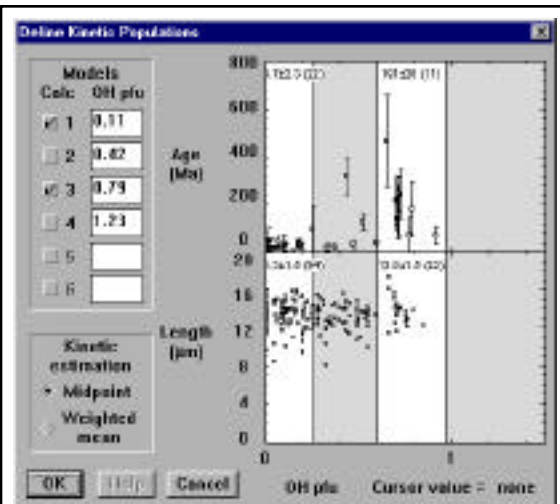 Define Kinetic Populations
Models
Calc OH pfu
1 0.11
2 0.42
3 0.79
4 1.23
5
6
Kinetic
estimation
Midpoint
Weighted
mean
OK Help Cancel
Age
(Ma)
800
600
400
200
0
Length
(µm)
20
16
12
8
4
0
0 1
OH pfu Cursor value = none